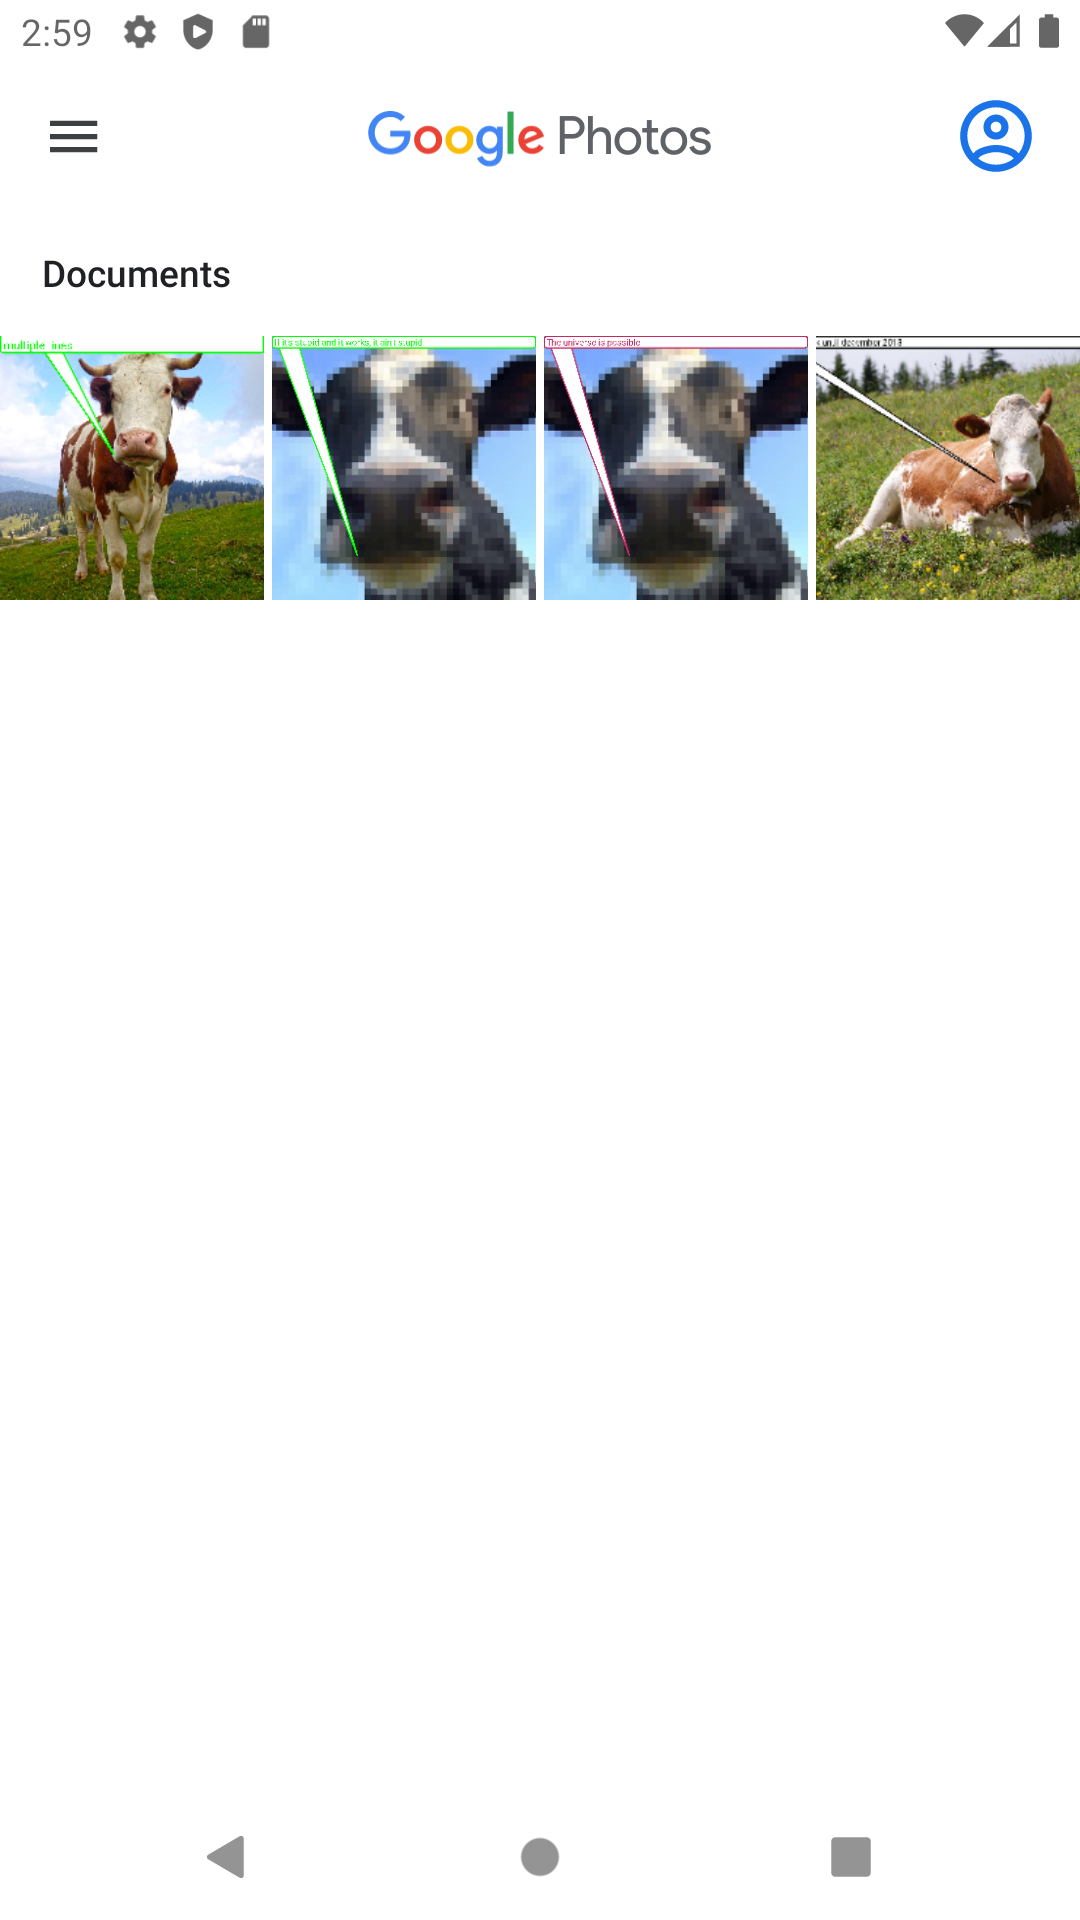 2:59
Google Photos
Documents
multiple lines
If it's stupid and it works, it ain't stupid
The universe is possible
until december 2013